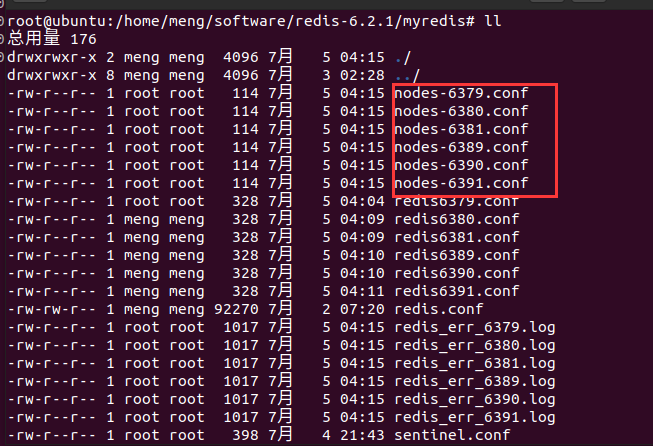 root@ubuntu:/home/meng/software/redis-6.2.1/myredis# ll
总用量 176
drwxrwxr-x 2 meng meng 4096 7月 5 04:15 ./
drwxrwxr-x 8 meng meng 4096 7月 3 02:28 ../
-rw-r--r-- 1 root root 114 7月 5 04:15 nodes-6379.conf
-rw-r--r-- 1 root root 114 7月 5 04:15 nodes-6380.conf
-rw-r--r-- 1 root root 114 7月 5 04:15 nodes-6381.conf
-rw-r--r-- 1 root root 114 7月 5 04:15 nodes-6389.conf
-rw-r--r-- 1 root root 114 7月 5 04:15 nodes-6390.conf
-rw-r--r-- 1 root root 114 7月 5 04:15 nodes-6391.conf
-rw-r--r-- 1 root root 328 7月 5 04:04 redis6379.conf
-rw-r--r-- 1 meng meng 328 7月 5 04:09 redis6380.conf
-rw-r--r-- 1 meng meng 328 7月 5 04:09 redis6381.conf
-rw-r--r-- 1 meng meng 328 7月 5 04:10 redis6389.conf
-rw-r--r-- 1 meng meng 328 7月 5 04:10 redis6390.conf
-rw-r--r-- 1 meng meng 328 7月 5 04:11 redis6391.conf
-rw-rw-r-- 1 meng meng 92270 7月 2 07:20 redis.conf
-rw-r--r-- 1 root root 1017 7月 5 04:15 redis_err_6379.log
-rw-r--r-- 1 root root 1017 7月 5 04:15 redis_err_6380.log
-rw-r--r-- 1 root root 1017 7月 5 04:15 redis_err_6381.log
-rw-r--r-- 1 root root 1017 7月 5 04:15 redis_err_6389.log
-rw-r--r-- 1 root root 1017 7月 5 04:15 redis_err_6390.log
-rw-r--r-- 1 root root 1017 7月 5 04:15 redis_err_6391.log
-rw-r--r-- 1 root root 398 7月 4 21:43 sentinel.conf